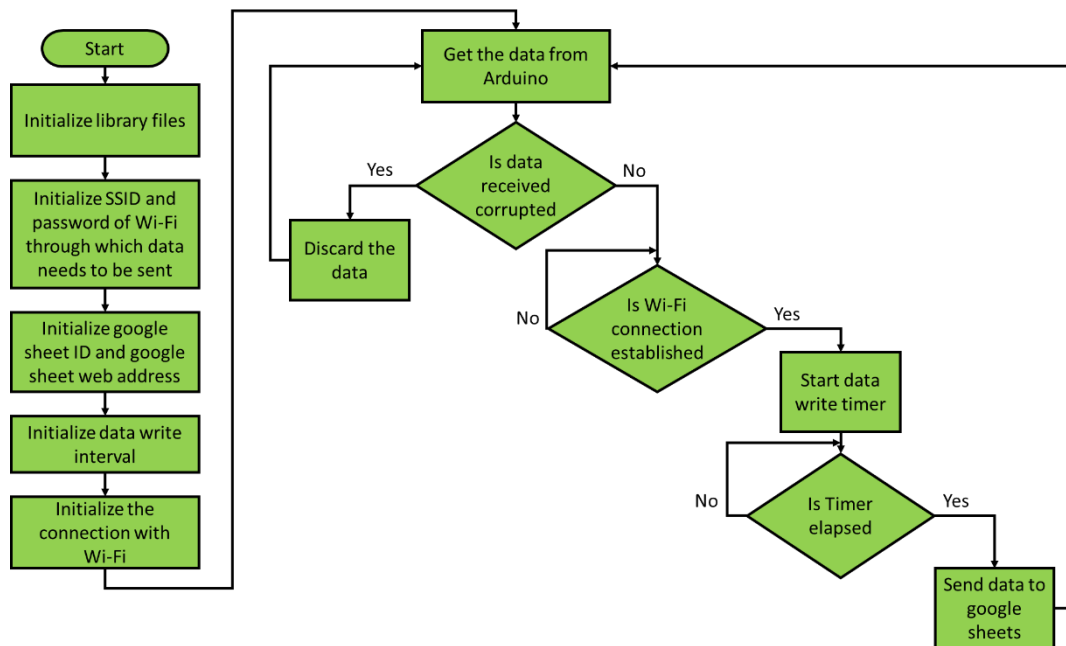 Start
Initialize library files
Initialize SSID and
password of Wi-Fi
through which data
needs to be sent
Initialize google
sheet ID and google
sheet web address
Initialize data write
interval
Initialize the
connection with
Wi-Fi
Get the data from
Arduino
Is data
received
corrupted
Yes
No
Discard the
data
Is Wi-Fi
connection
established
No
Yes
Start data
write timer
Is Timer
elapsed
No
Yes
Send data to
google
sheets